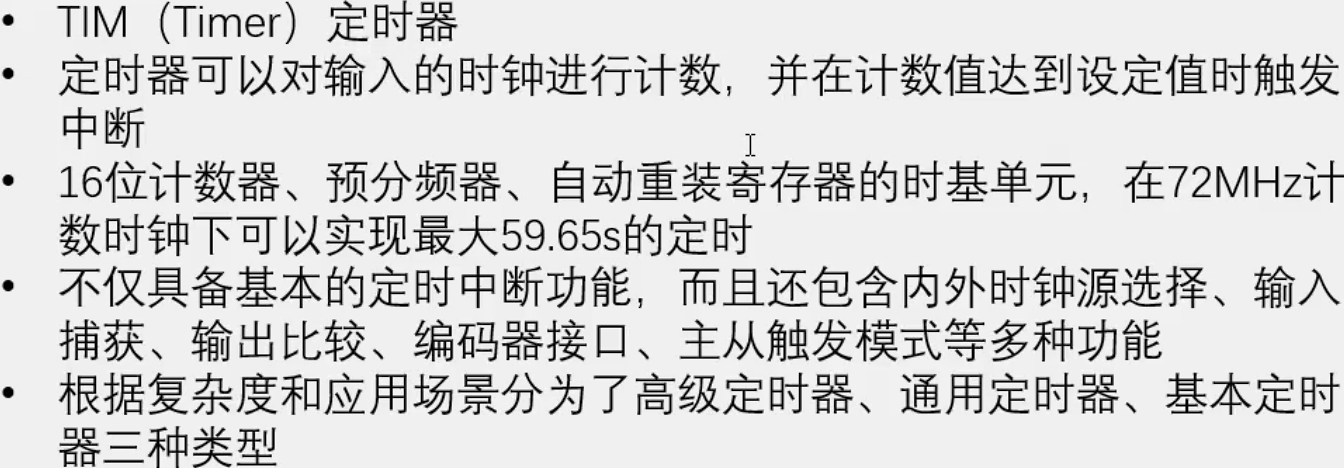 • TIM（Timer）定时器
• 定时器可以对输入的时钟进行计数，并在计数值达到设定值时触发
中断
• 16位计数器、预分频器、自动重装寄存器的时基单元，在72MHz计
数时钟下可以实现最大59.65s的定时
• 不仅具备基本的定时中断功能，而且还包含内外时钟源选择、输入
捕获、输出比较、编码器接口、主从触发模式等多种功能
• 根据复杂度和应用场景分为了高级定时器、通用定时器、基本定时
器三种类型